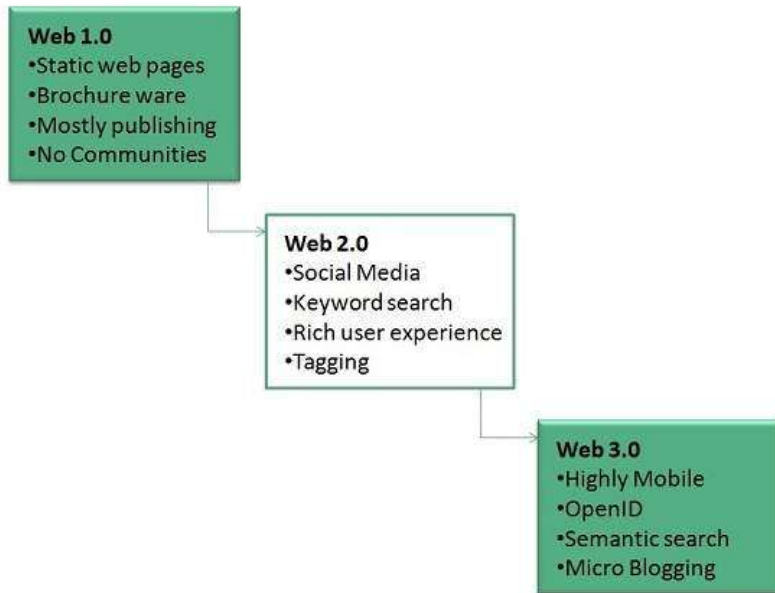 Web 1.0
•Static web pages
•Brochure ware
•Mostly publishing
•No Communities
Web 2.0
•Social Media
•Keyword search
•Rich user experience
•Tagging
Web 3.0
•Highly Mobile
•OpenID
•Semantic search
•Micro Blogging